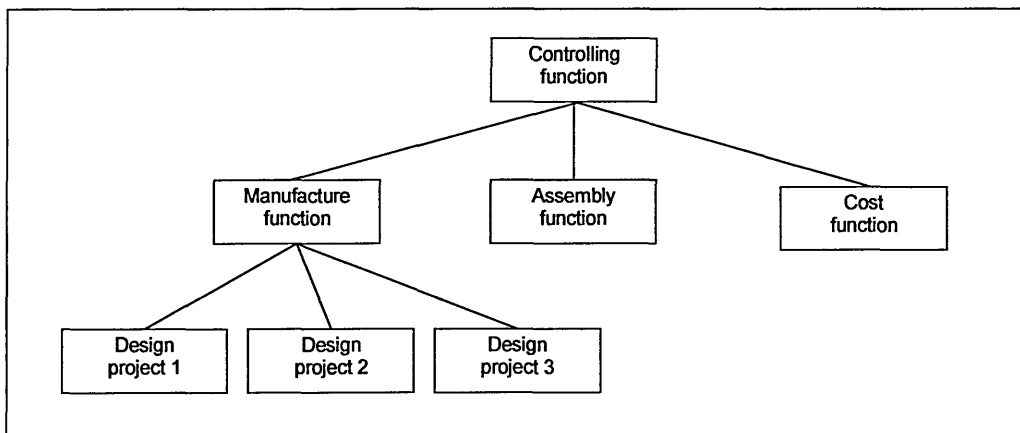 Controlling
function
Manufacture
function
Assembly
function
Cost
function
Design
project 1
Design
project 2
Design
project 3